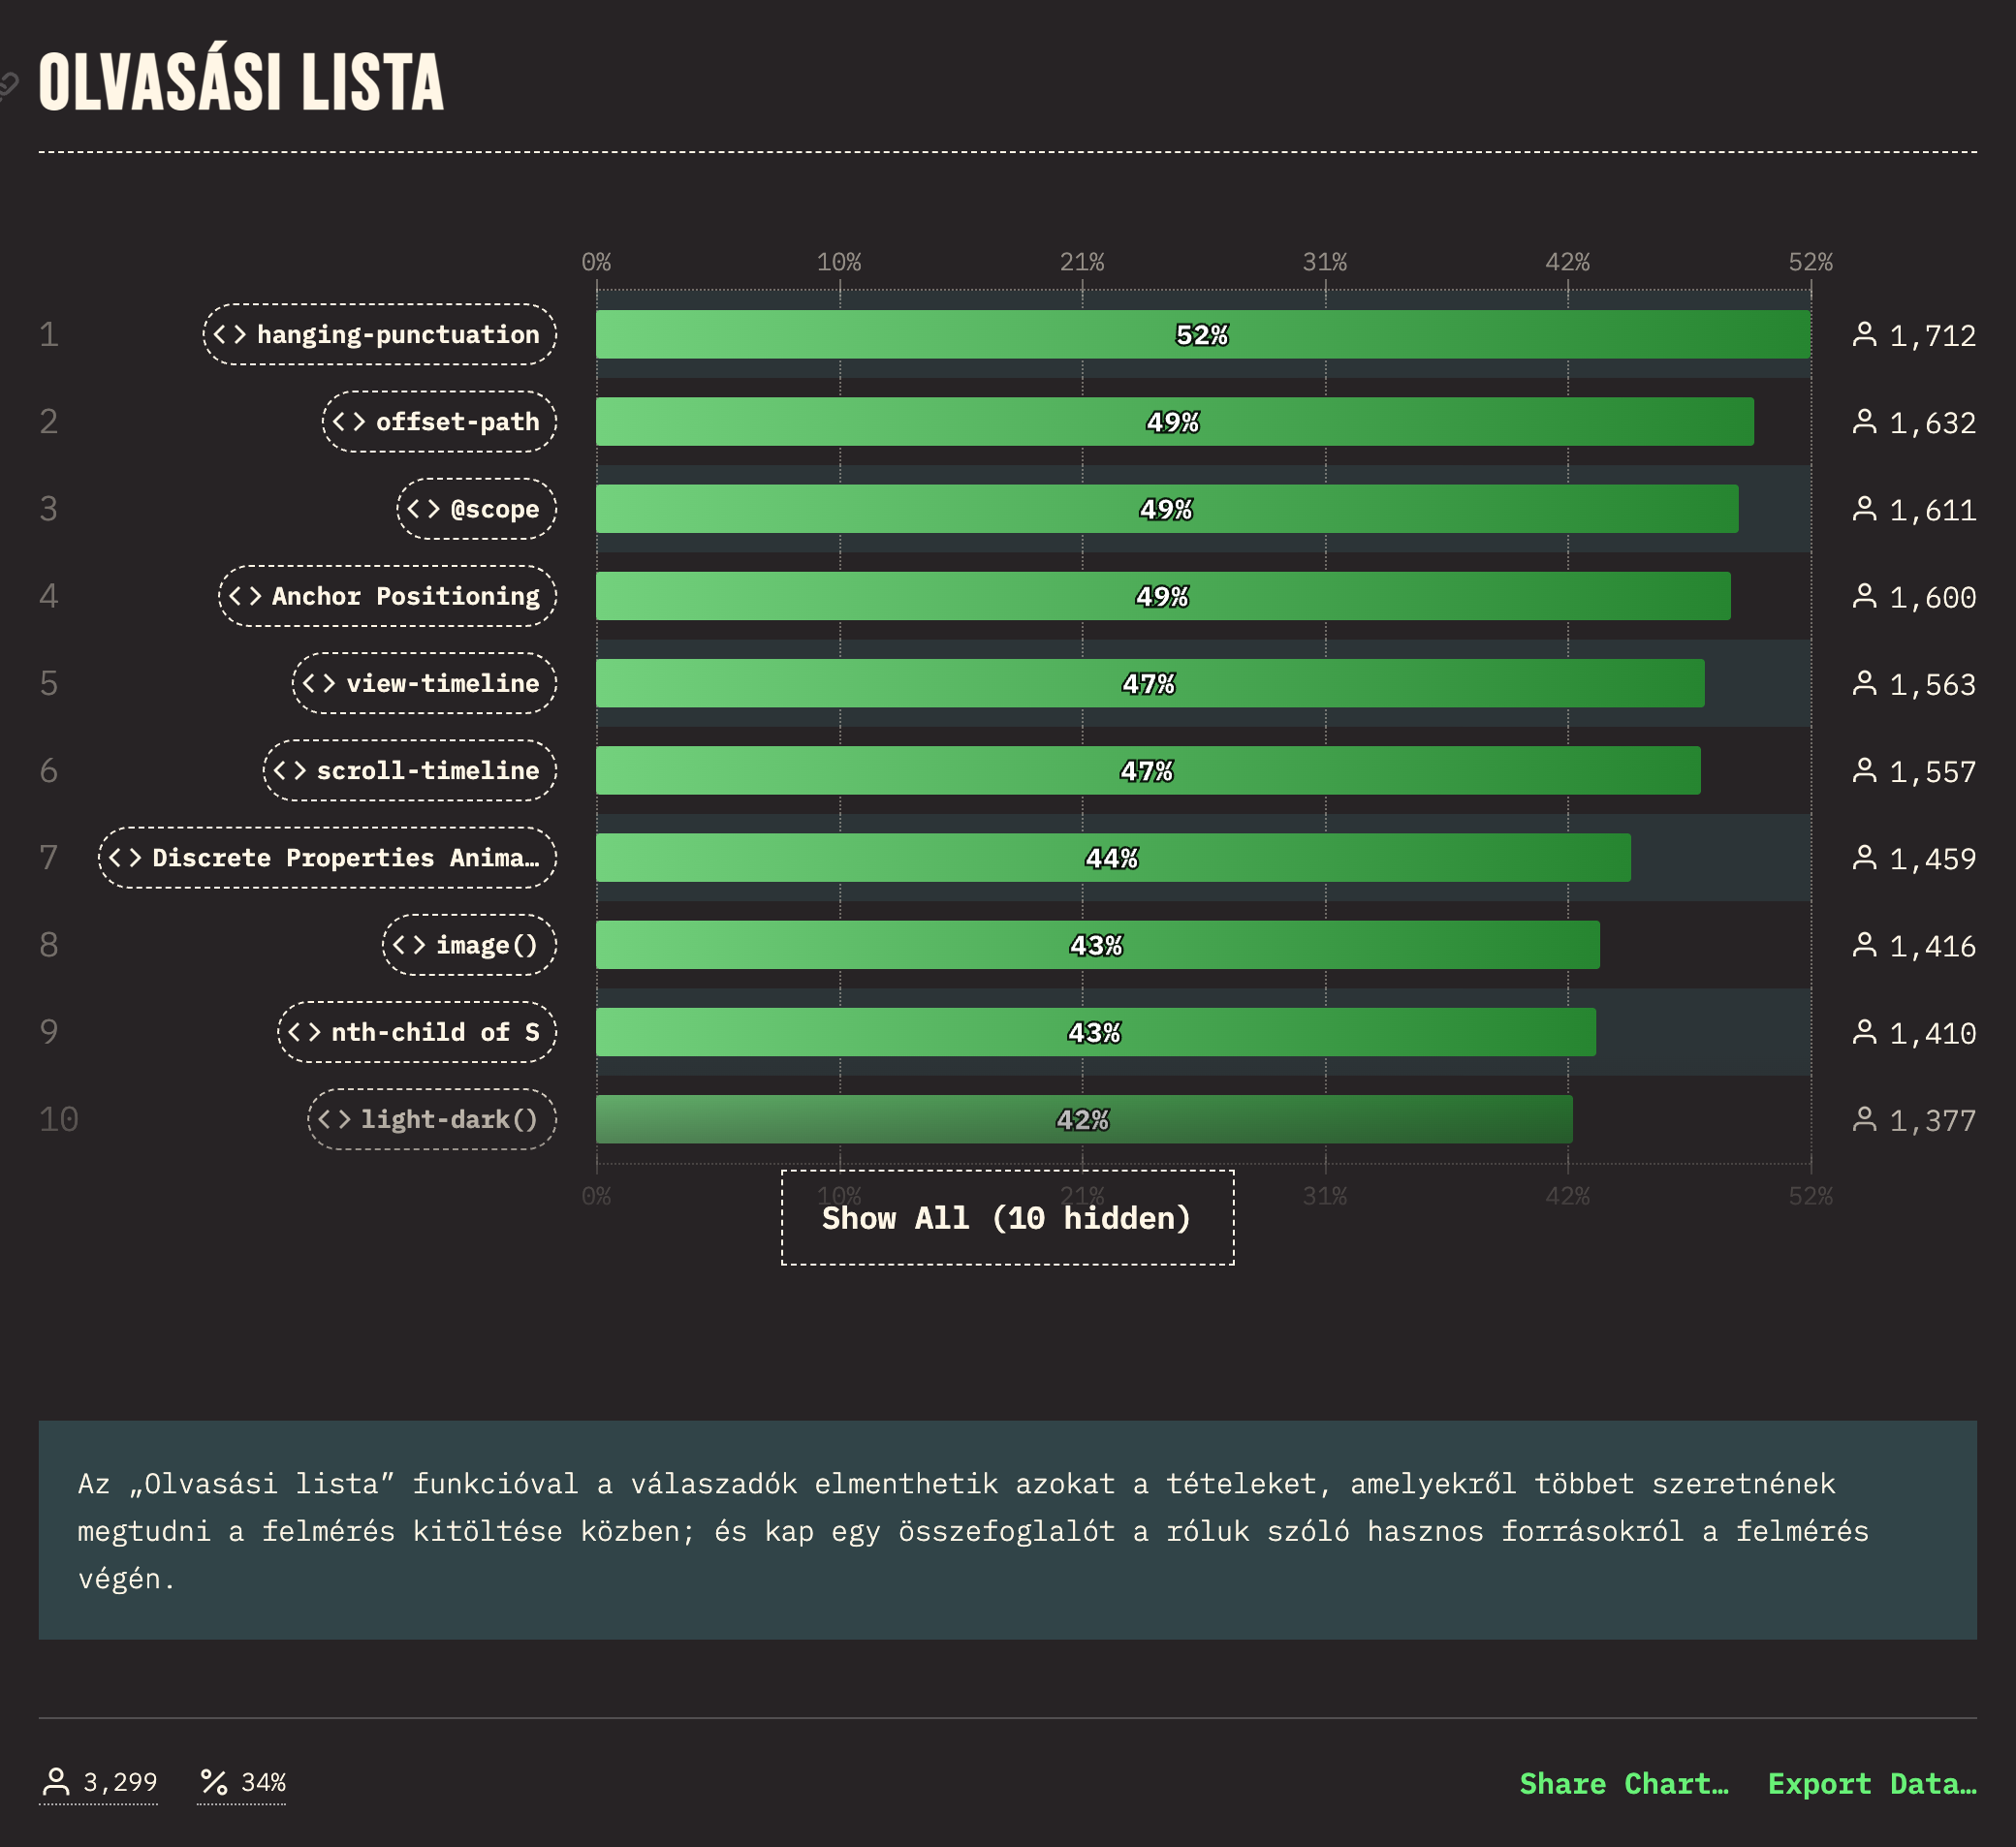 OLVASÁSI LISTA
0% 10% 21% 31% 42% 52%
1 <> hanging-punctuation 52% 1,712
2 <> offset-path 49% 1,632
3 <> @scope 49% 1,611
4 <> Anchor Positioning 49% 1,600
5 <> view-timeline 47% 1,563
6 <> scroll-timeline 47% 1,557
7 <> Discrete Properties Anima… 44% 1,459
8 <> image() 43% 1,416
9 <> nth-child of S 43% 1,410
10 <> light-dark() 42% 1,377
0% 10% 21% 31% 42% 52%
Show All (10 hidden)
Az „Olvasási lista” funkcióval a válaszadók elmenthetik azokat a tételeket, amelyekről többet szeretnének
megtudni a felmérés kitöltése közben; és kap egy összefoglalót a róluk szóló hasznos forrásokról a felmérés
végén.
3,299 % 34% Share Chart… Export Data…